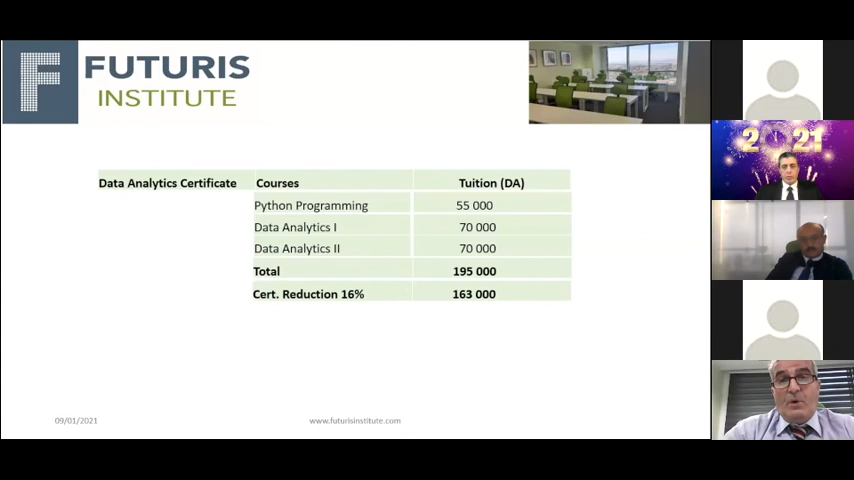 FUTURIS
INSTITUTE
Data Analytics Certificate Courses Tuition (DA)
Python Programming 55 000
Data Analytics I 70 000
Data Analytics II 70 000
Total 195 000
Cert. Reduction 16% 163 000
09/01/2021 www.futurisinstitute.com
2021